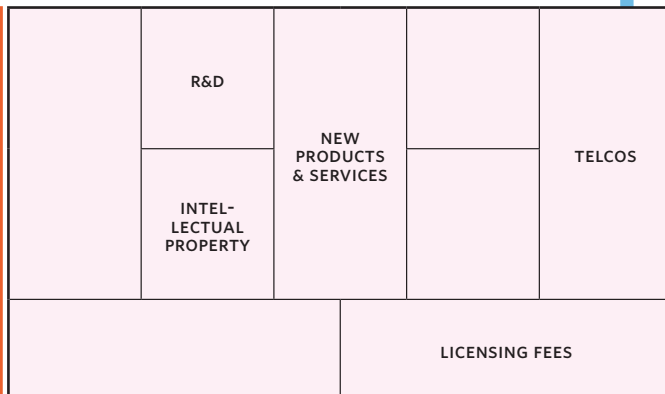 R&D
NEW
PRODUCTS
& SERVICES
TELCOS
INTEL-
LECTUAL
PROPERTY
LICENSING FEES